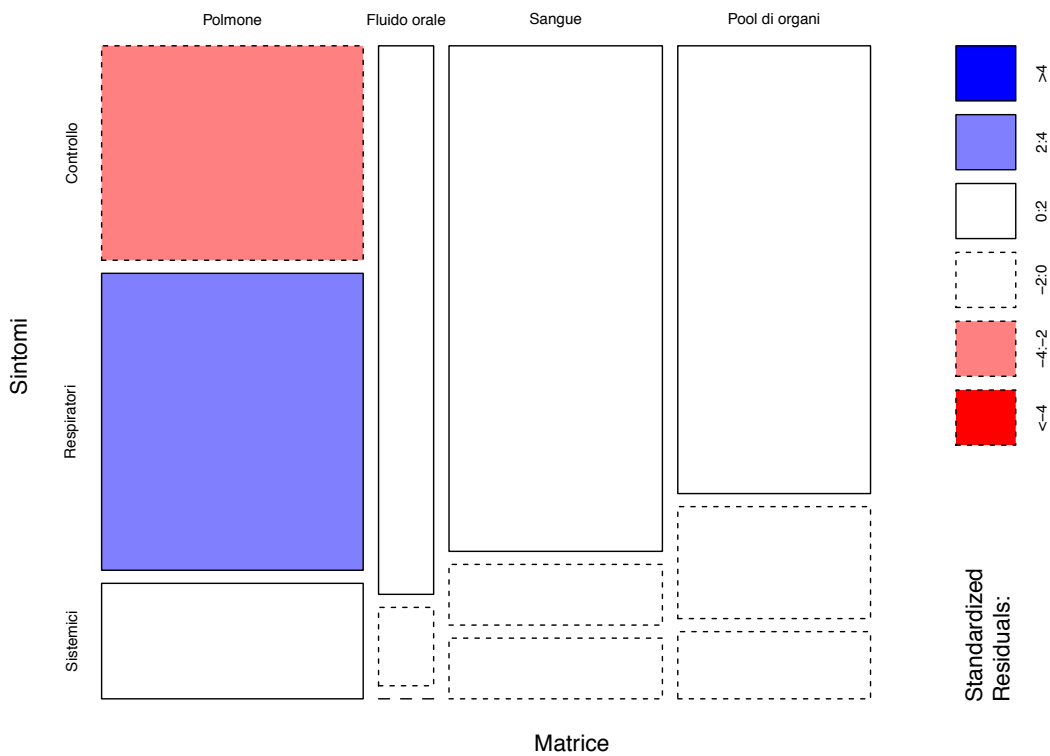 Polmone
Fluido orale
Sangue
Pool di organi
Controllo
Respiratori
Sistemici
Sintomi
Matrice
>4
2:4
0:2
−2:0
−4:−2
<−4
Standardized
Residuals: